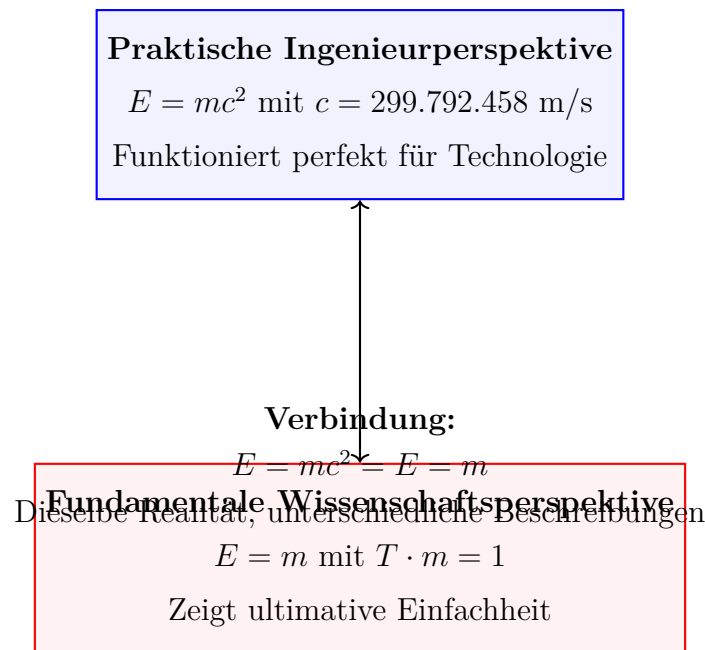 Praktische Ingenieurperspektive
E = mc² mit c = 299.792.458 m/s
Funktioniert perfekt für Technologie
Verbindung:
E = mc² = E = m
Dieselbe Realität, unterschiedliche Beschreibungen
Fundamentale Wissenschaftsperspektive
E = m mit T · m = 1
Zeigt ultimative Einfachheit